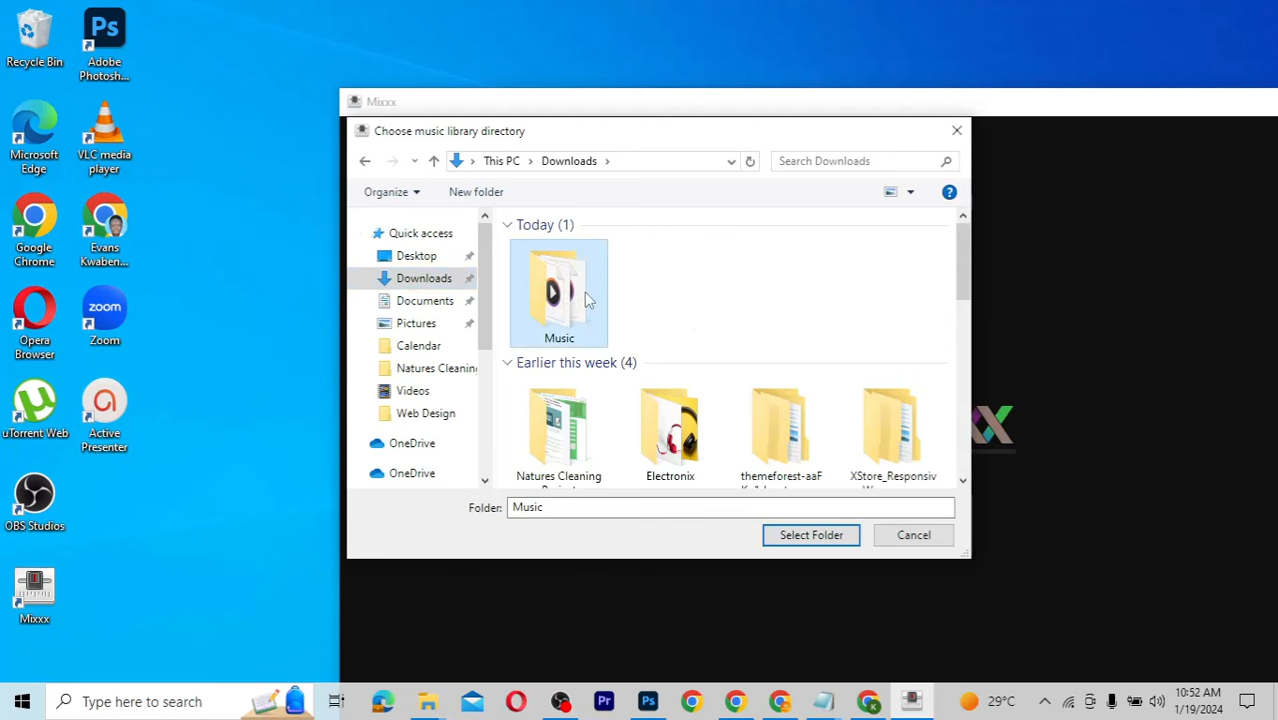 Recycle Bin
Adobe
Photosh...
Microsoft
Edge
VLC media
player
Google
Chrome
Evans
Kwaben...
Opera
Browser
Zoom
uTorrent Web
Active
Presenter
OBS Studios
Mixxx
Mixxx
Choose music library directory
This PC > Downloads >
Search Downloads
Organize
New folder
Quick access
Desktop
Downloads
Documents
Pictures
Calendar
Natures Cleaning
Videos
Web Design
OneDrive
OneDrive
Today (1)
Music
Earlier this week (4)
Natures Cleaning
Electronix
themeforest-aaF
XStore_Responsiv
Folder: Music
Select Folder
Cancel
Type here to search
29°C
10:52 AM
1/19/2024